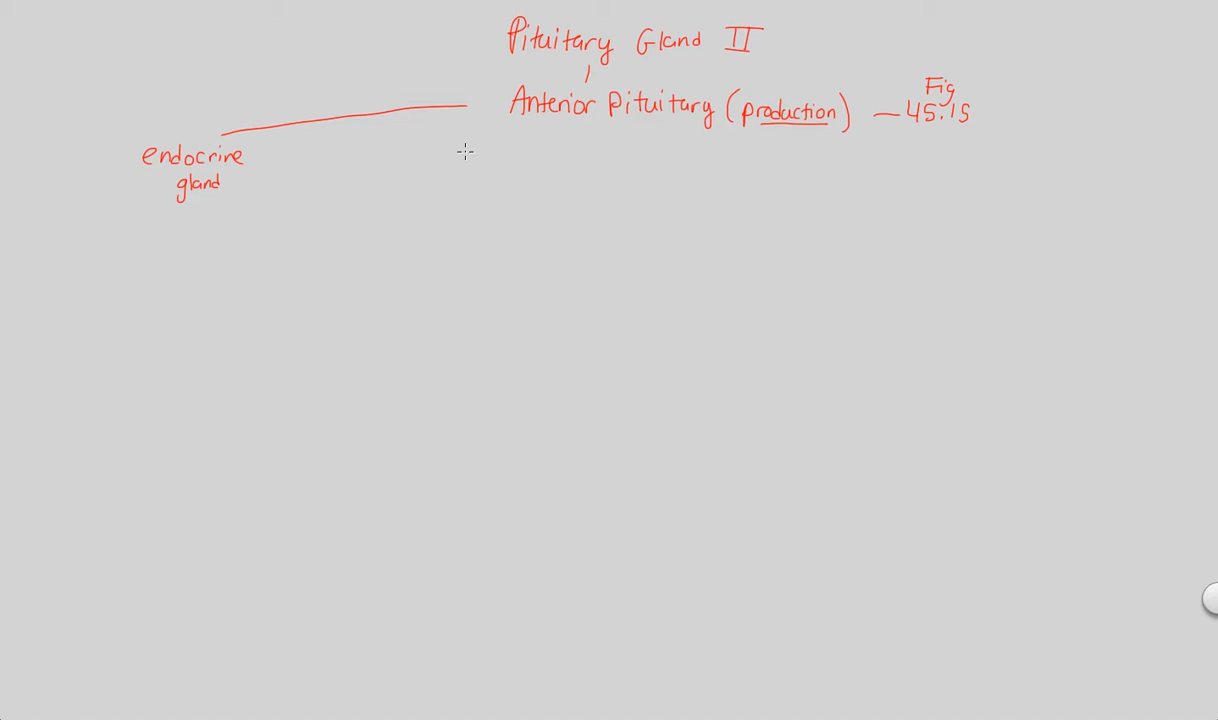 Pituitary Gland II
Anterior Pituitary (production) — Fig 45.15
endocrine
gland